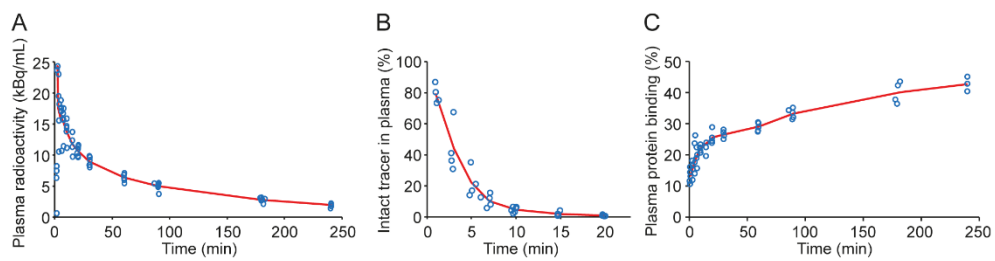 A
Plasma radioactivity (kBq/mL)
25
20
15
10
5
0
0 50 100 150 200 250
Time (min)
B
Intact tracer in plasma (%)
100
80
60
40
20
0
0 5 10 15 20
Time (min)
C
Plasma protein binding (%)
50
40
30
20
10
0
0 50 100 150 200 250
Time (min)